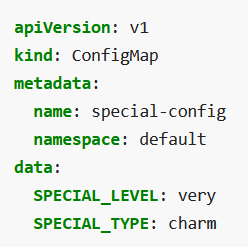 apiVersion: v1
kind: ConfigMap
metadata:
  name: special-config
  namespace: default
data:
  SPECIAL_LEVEL: very
  SPECIAL_TYPE: charm